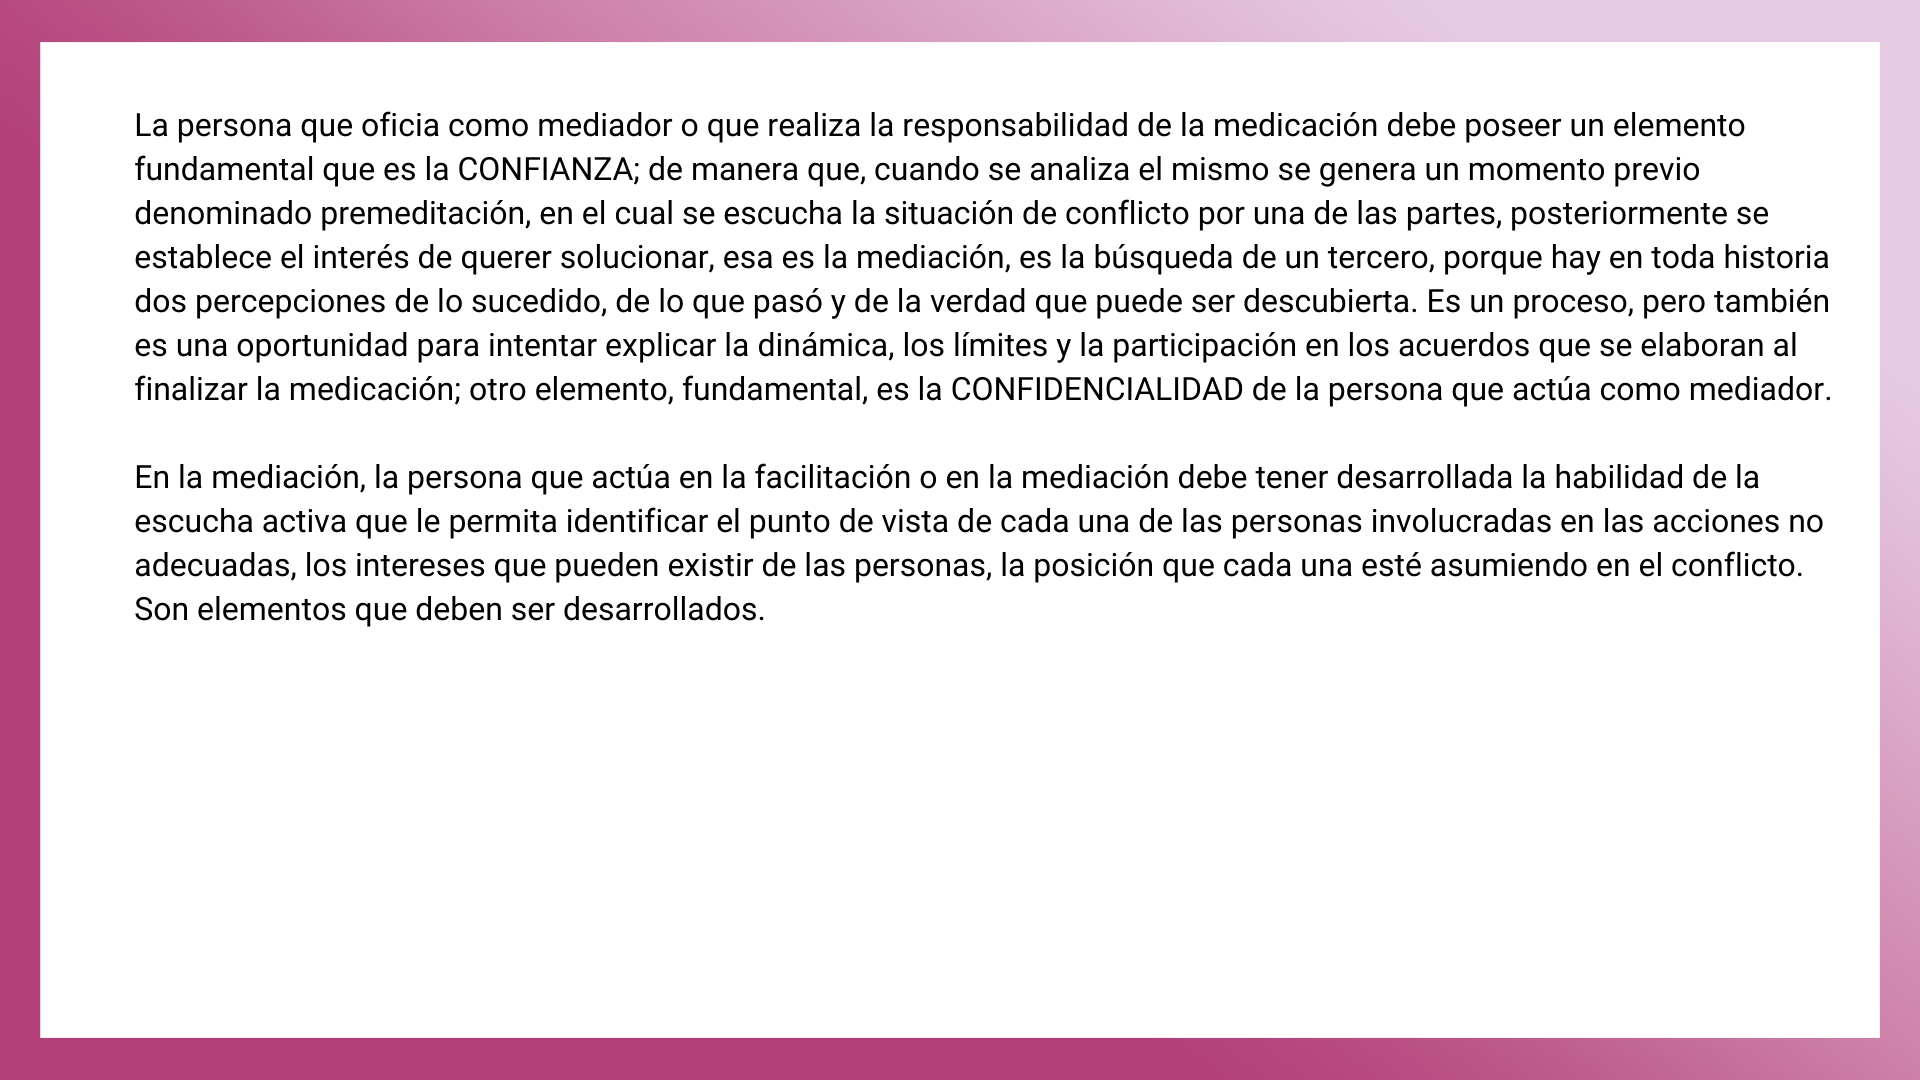 La persona que oficia como mediador o que realiza la responsabilidad de la medicación debe poseer un elemento
fundamental que es la CONFIANZA; de manera que, cuando se analiza el mismo se genera un momento previo
denominado premeditación, en el cual se escucha la situación de conflicto por una de las partes, posteriormente se
establece el interés de querer solucionar, esa es la mediación, es la búsqueda de un tercero, porque hay en toda historia
dos percepciones de lo sucedido, de lo que pasó y de la verdad que puede ser descubierta. Es un proceso, pero también
es una oportunidad para intentar explicar la dinámica, los límites y la participación en los acuerdos que se elaboran al
finalizar la medicación; otro elemento, fundamental, es la CONFIDENCIALIDAD de la persona que actúa como mediador.
En la mediación, la persona que actúa en la facilitación o en la mediación debe tener desarrollada la habilidad de la
escucha activa que le permita identificar el punto de vista de cada una de las personas involucradas en las acciones no
adecuadas, los intereses que pueden existir de las personas, la posición que cada una esté asumiendo en el conflicto.
Son elementos que deben ser desarrollados.